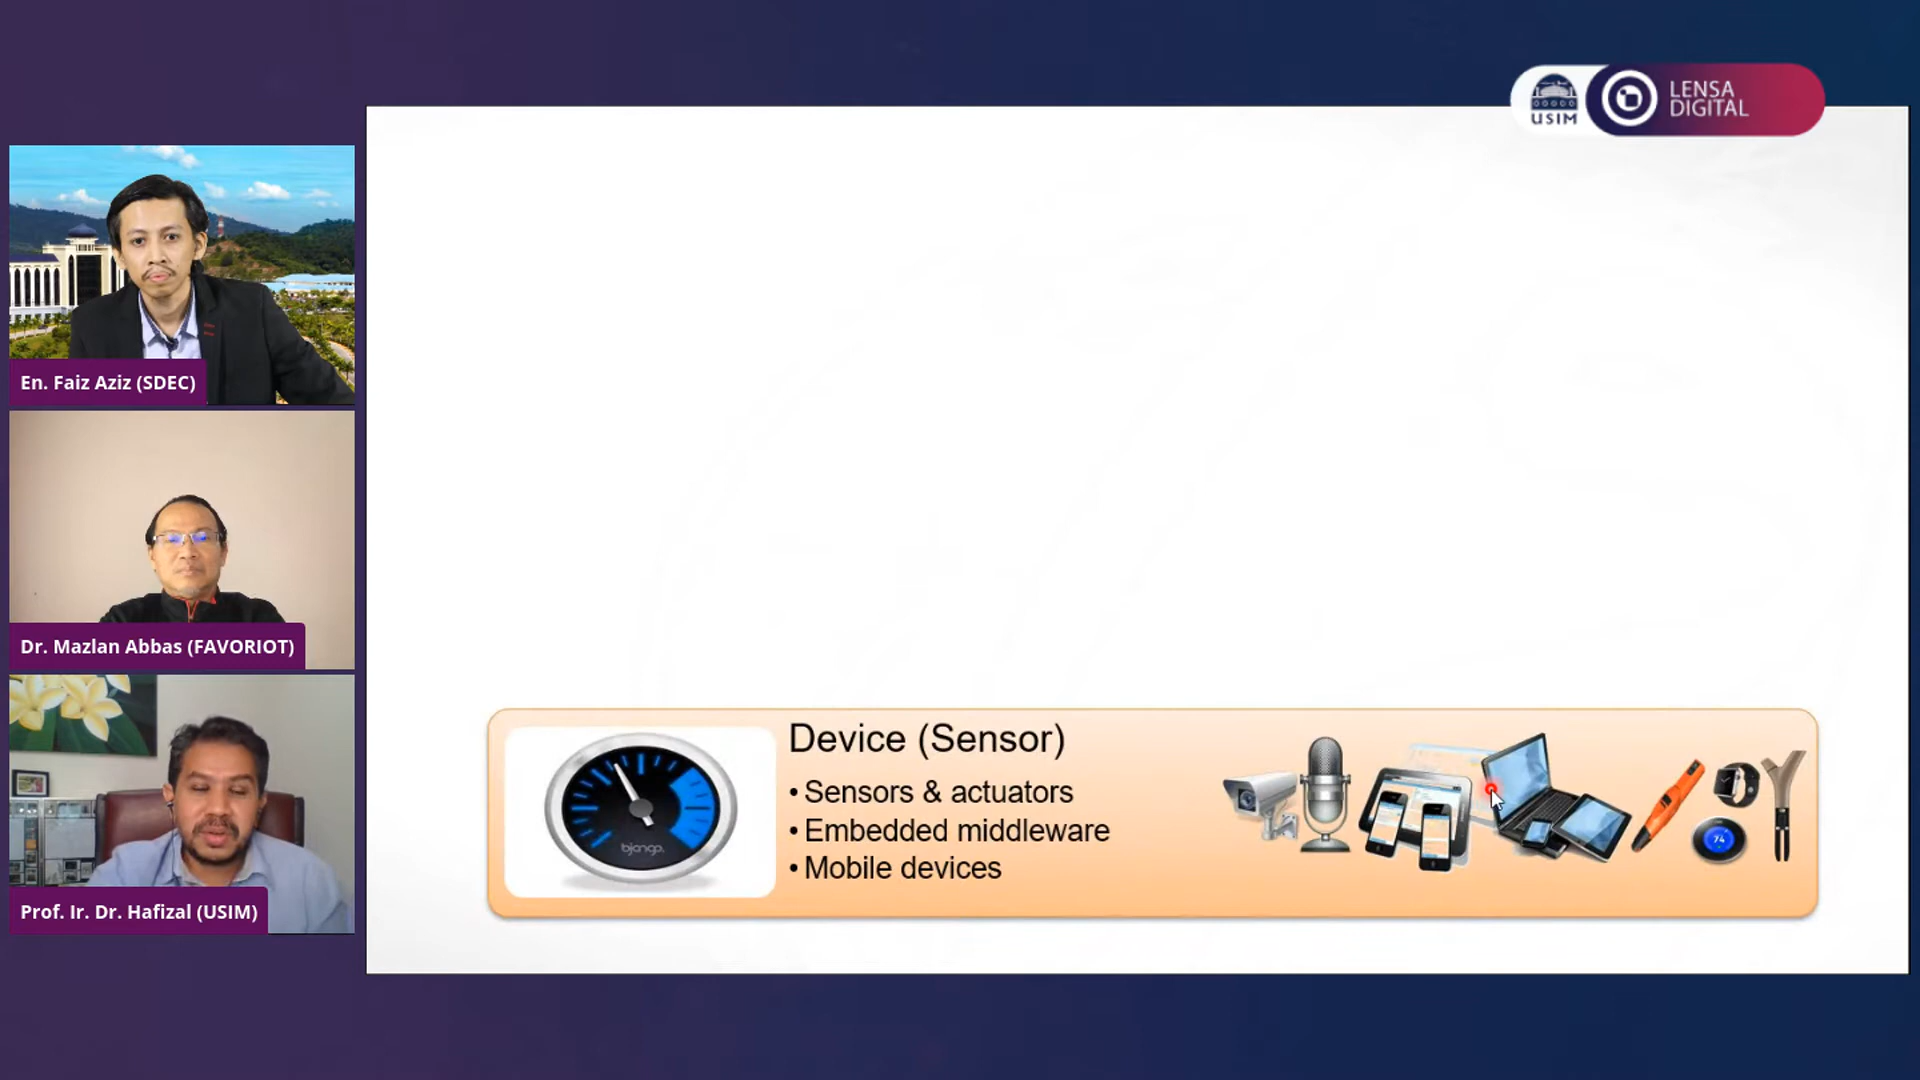 USIM
LENSA
DIGITAL
En. Faiz Aziz (SDEC)
Dr. Mazlan Abbas (FAVORIOT)
Prof. Ir. Dr. Hafizal (USIM)
Device (Sensor)
• Sensors & actuators
• Embedded middleware
• Mobile devices
bjango.
74